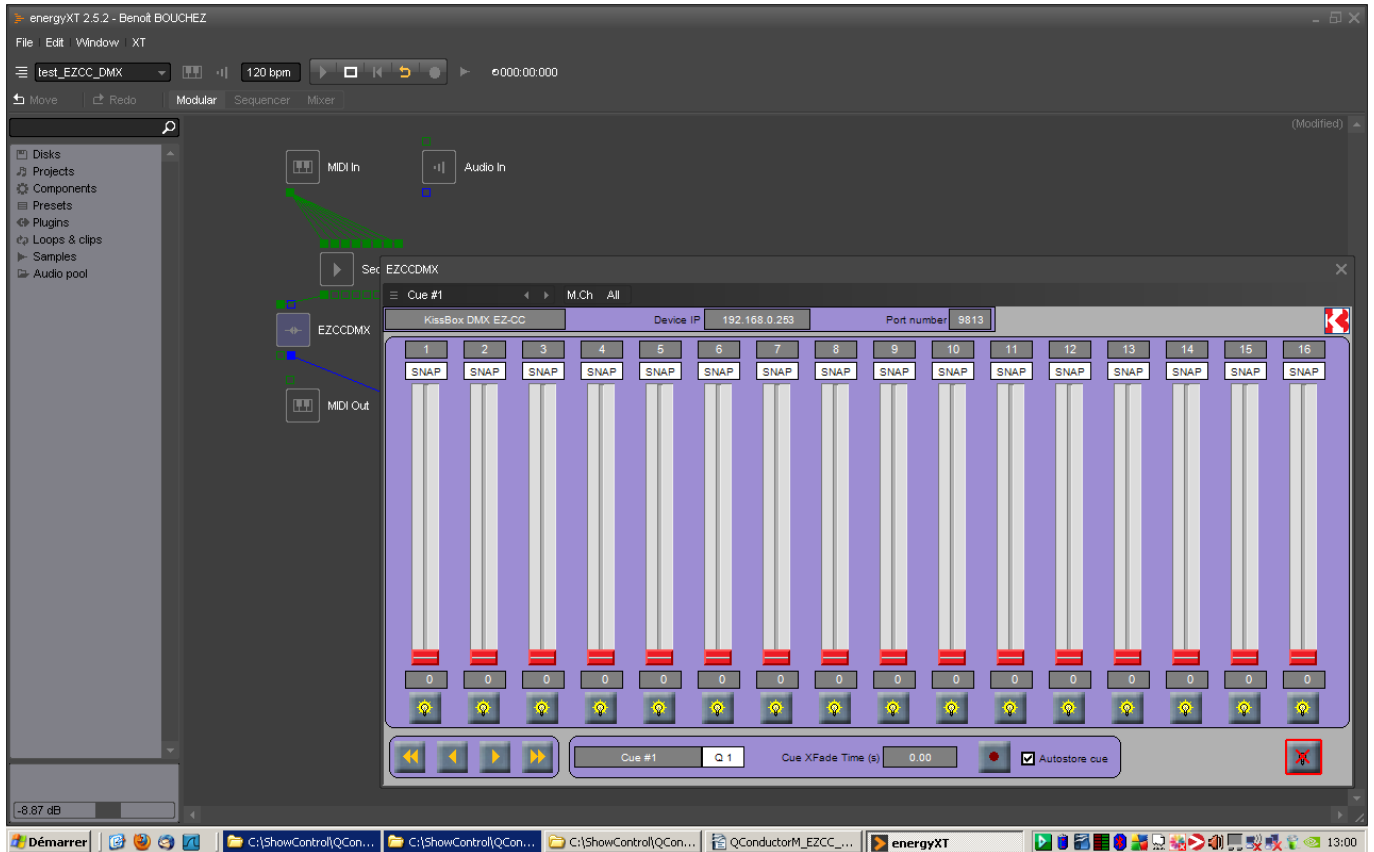 energyXT 2.5.2 - Benoît BOUCHEZ
File Edit Window XT
test_EZCC_DMX 120 bpm 000:00:000
Move Redo Modular Sequencer Mixer
(Modified)
Disks
Projects
Components
Presets
Plugins
Loops & clips
Samples
Audio pool
MIDI In Audio In
Sec
EZCCDMX
MIDI Out
EZCCDMX
Cue #1 M.Ch All
KissBox DMX EZ-CC Device IP 192.168.0.253 Port number 9813
1 2 3 4 5 6 7 8 9 10 11 12 13 14 15 16
SNAP SNAP SNAP SNAP SNAP SNAP SNAP SNAP SNAP SNAP SNAP SNAP SNAP SNAP SNAP SNAP
0 0 0 0 0 0 0 0 0 0 0 0 0 0 0 0
Cue #1 Q 1 Cue XFade Time (s) 0.00 Autostore cue
-8.87 dB
Démarrer C:\ShowControl\QCon... C:\ShowControl\QCon... C:\ShowControl\QCon... QConductorM_EZCC_... energyXT 13:00